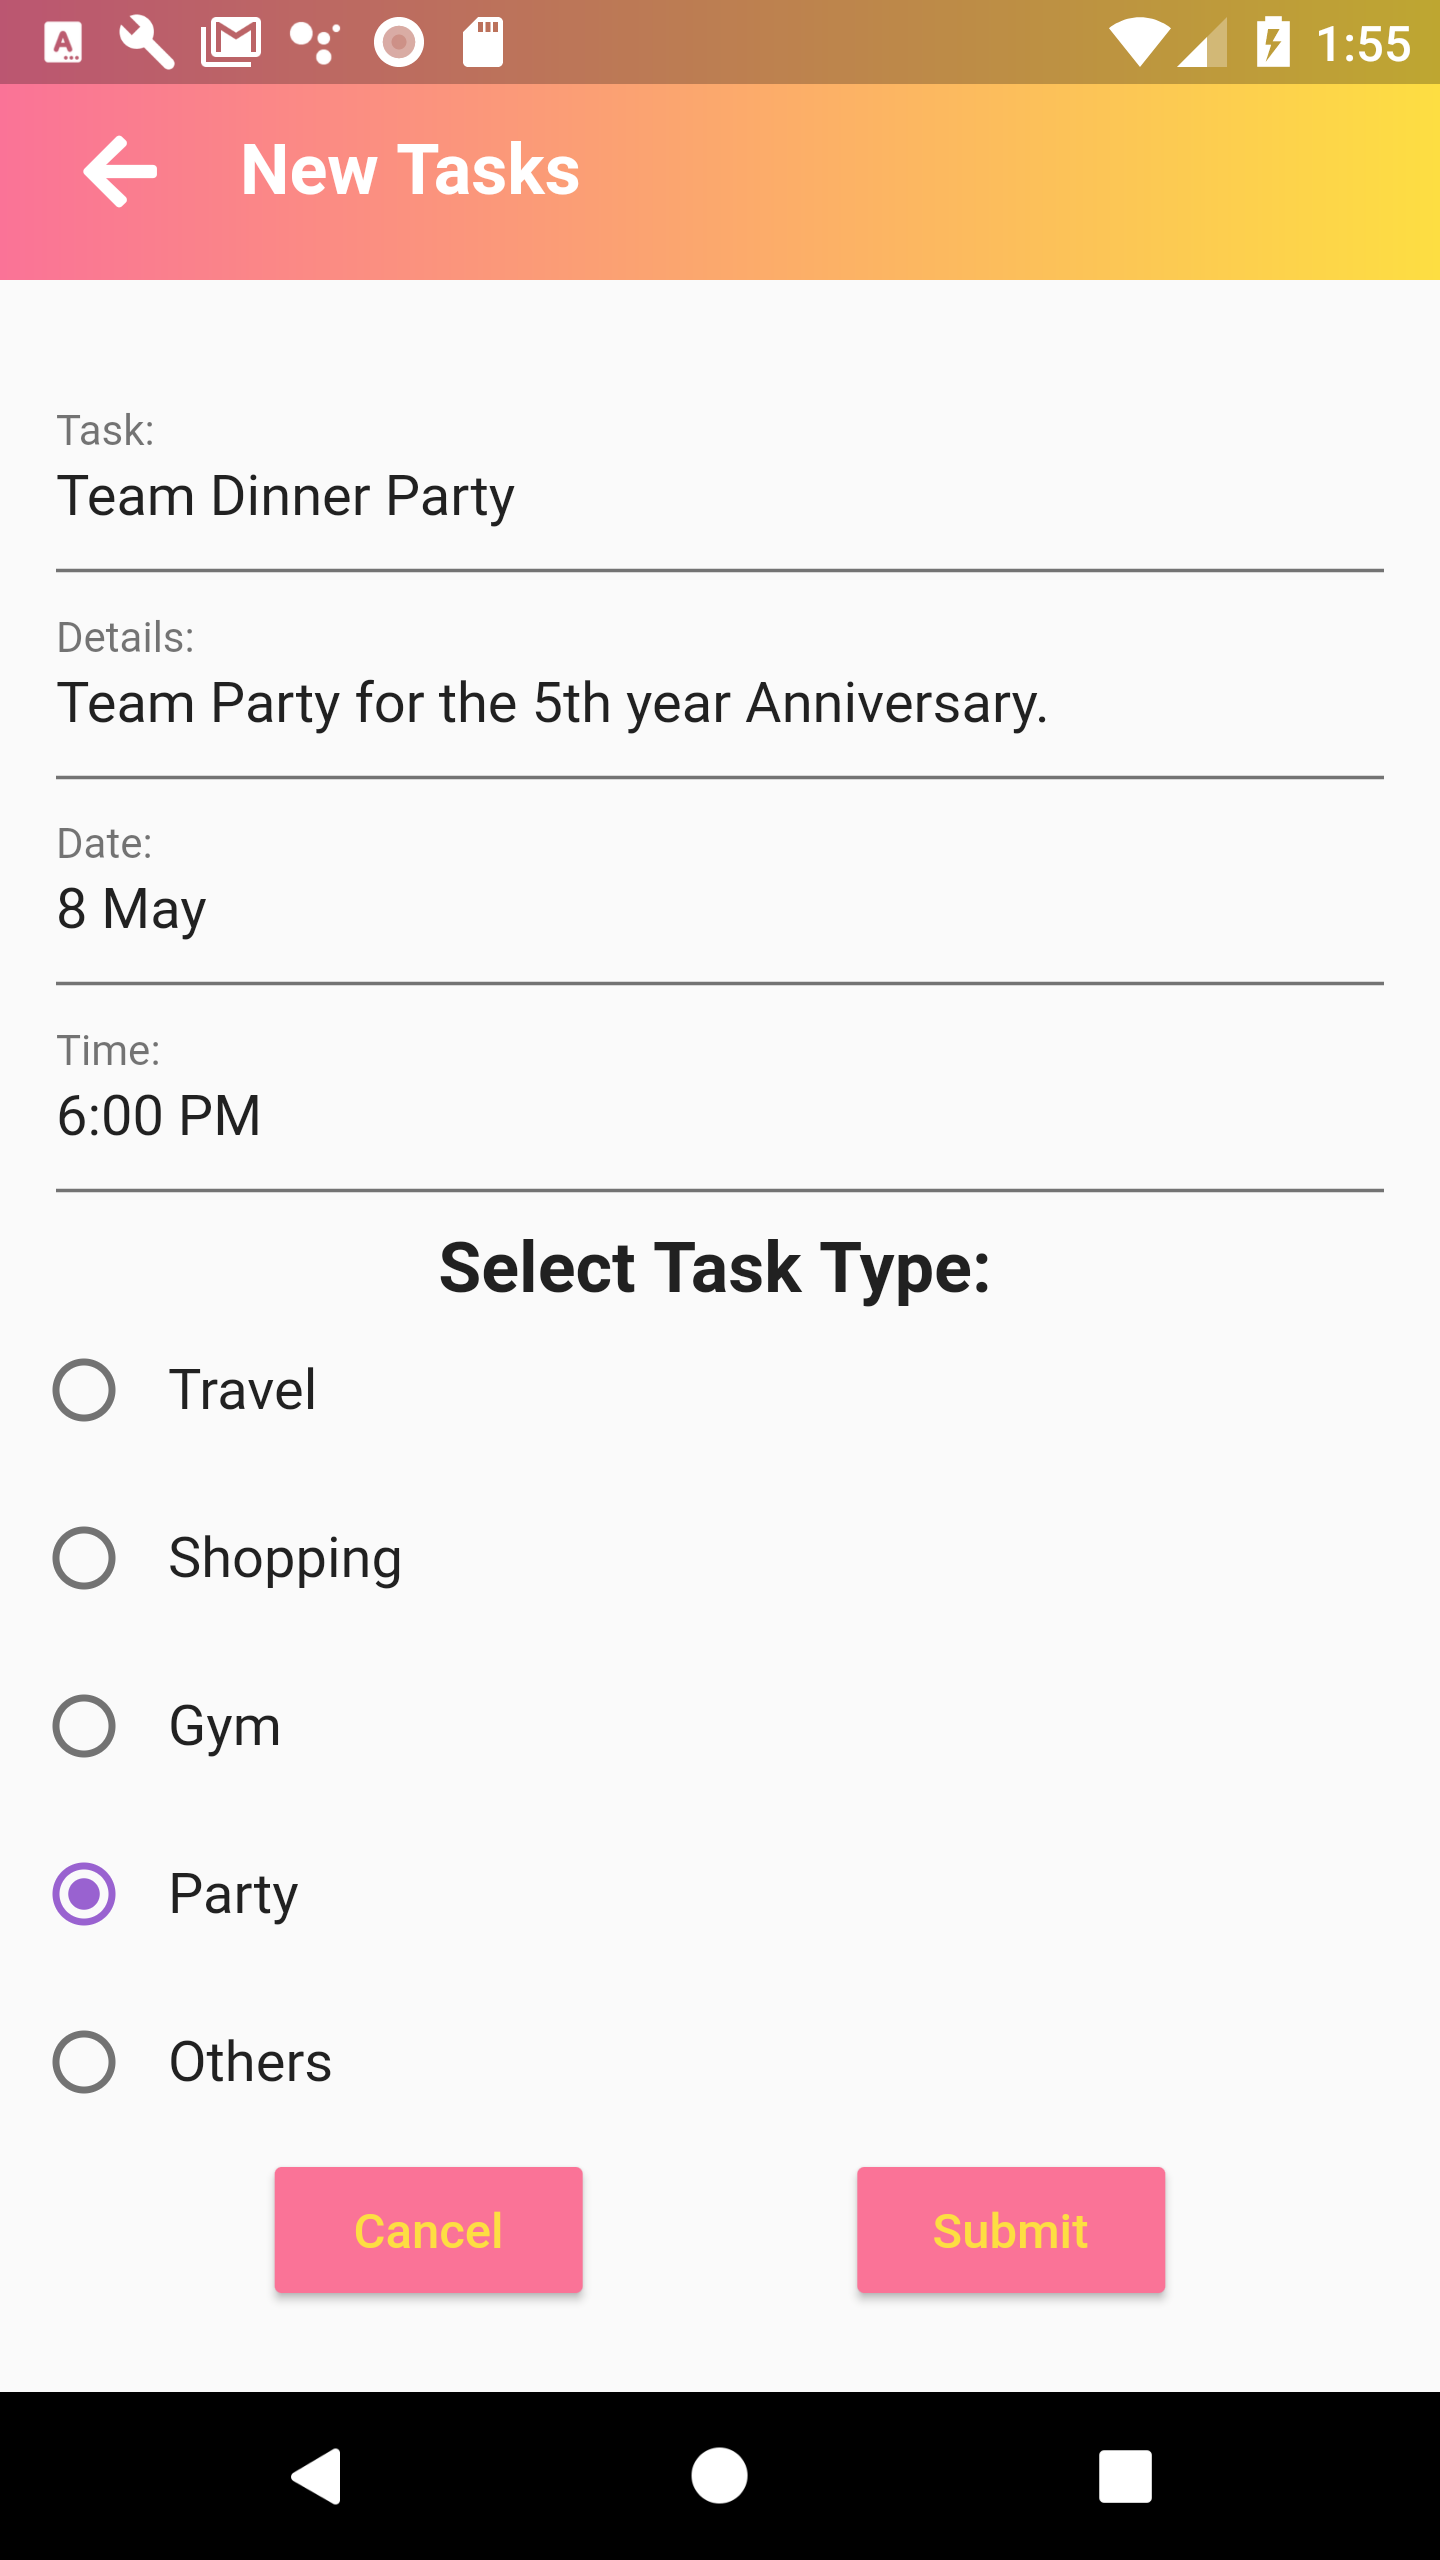 1:55
New Tasks
Task:
Team Dinner Party
Details:
Team Party for the 5th year Anniversary.
Date:
8 May
Time:
6:00 PM
Select Task Type:
Travel
Shopping
Gym
Party
Others
Cancel
Submit